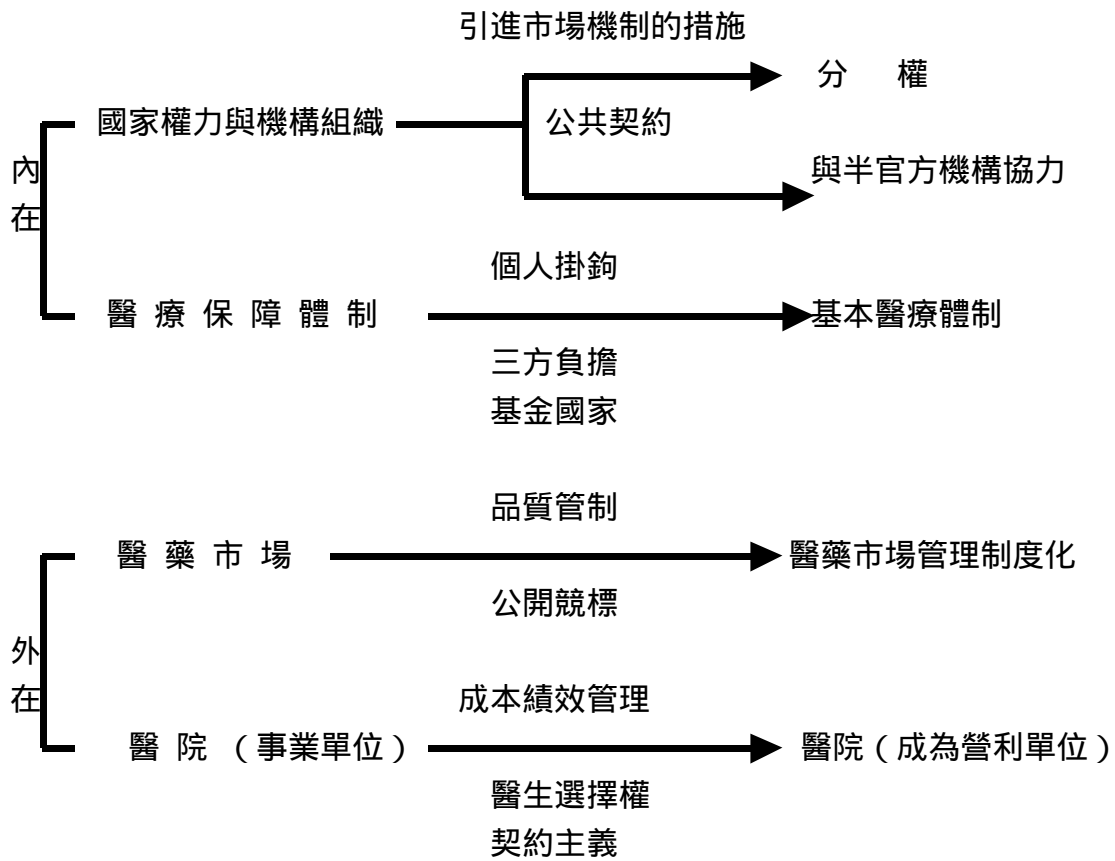 引進市場機制的措施
分 權
國家權力與機構組織 公共契約
內在
與半官方機構協力
個人掛鉤
醫 療 保 障 體 制 基本醫療體制
三方負擔
基金國家
品質管制
醫 藥 市 場 醫藥市場管理制度化
公開競標
外在
成本績效管理
醫 院 （事業單位） 醫院（成為營利單位）
醫生選擇權
契約主義